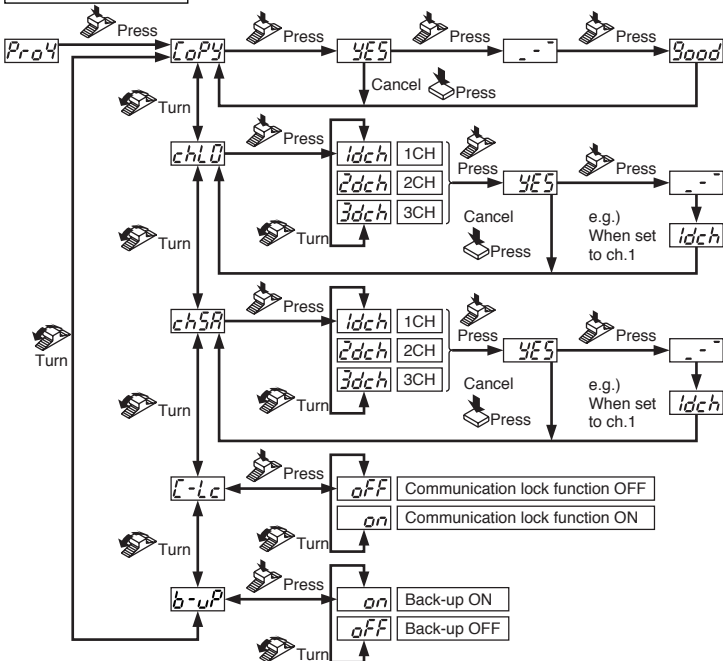 Press Press Press Press
Pro4 CoPY YES _-¯ 9ood
Cancel Press
Turn
Press
chLO 1dch 1CH Press Press
2dch 2CH YES _-¯
3dch 3CH Cancel e.g.)
Turn Turn Press When set 1dch
to ch.1
Press
chSA 1dch 1CH Press Press
2dch 2CH YES _-¯
Turn 3dch 3CH Cancel e.g.)
Turn Turn Press When set 1dch
to ch.1
Press
C-Lc oFF Communication lock function OFF
on Communication lock function ON
Turn Turn
Press
b-uP on Back-up ON
oFF Back-up OFF
Turn